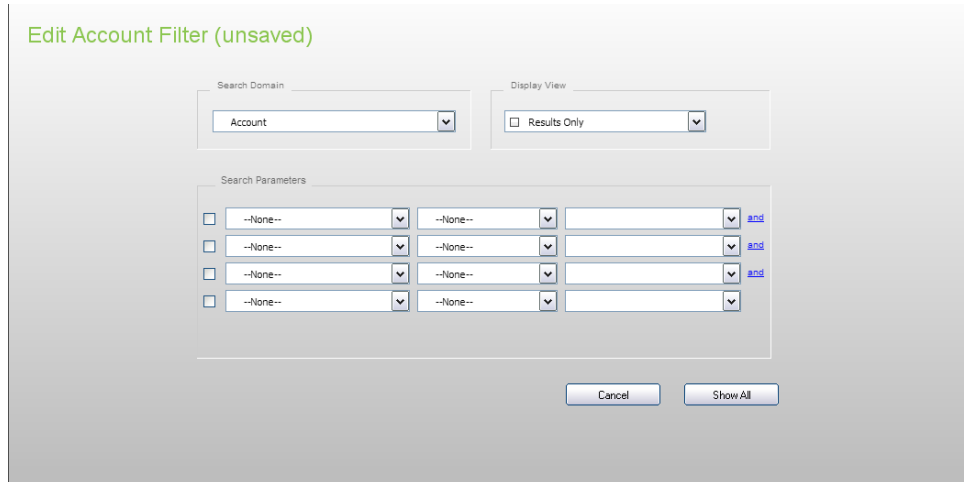 Edit Account Filter (unsaved)
Search Domain
Display View
Account
Results Only
Search Parameters
--None-- --None-- and
--None-- --None-- and
--None-- --None-- and
--None-- --None--
Cancel Show All